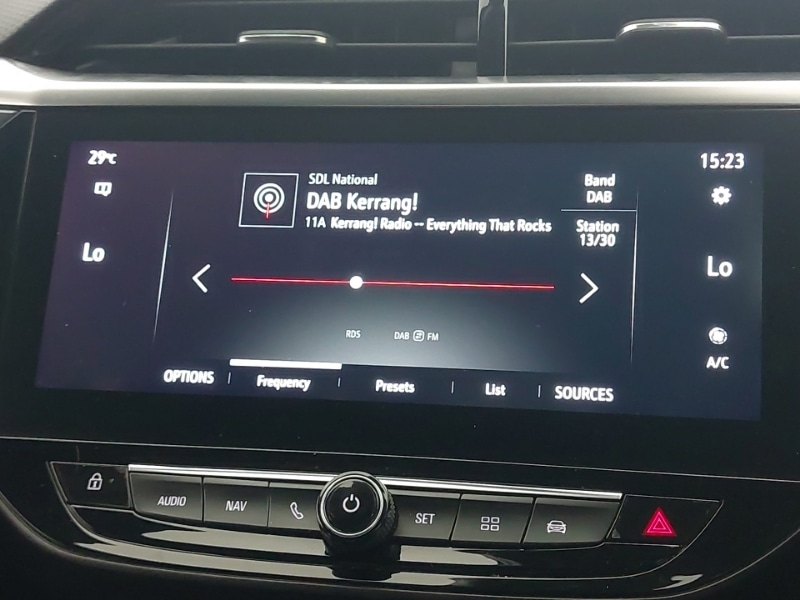 29°C
15:23
SDL National
DAB Kerrang!
11A Kerrang! Radio -- Everything That Rocks
Band
DAB
Station
13/30
Lo
Lo
RDS
DAB FM
A/C
OPTIONS
Frequency
Presets
List
SOURCES
AUDIO
NAV
SET